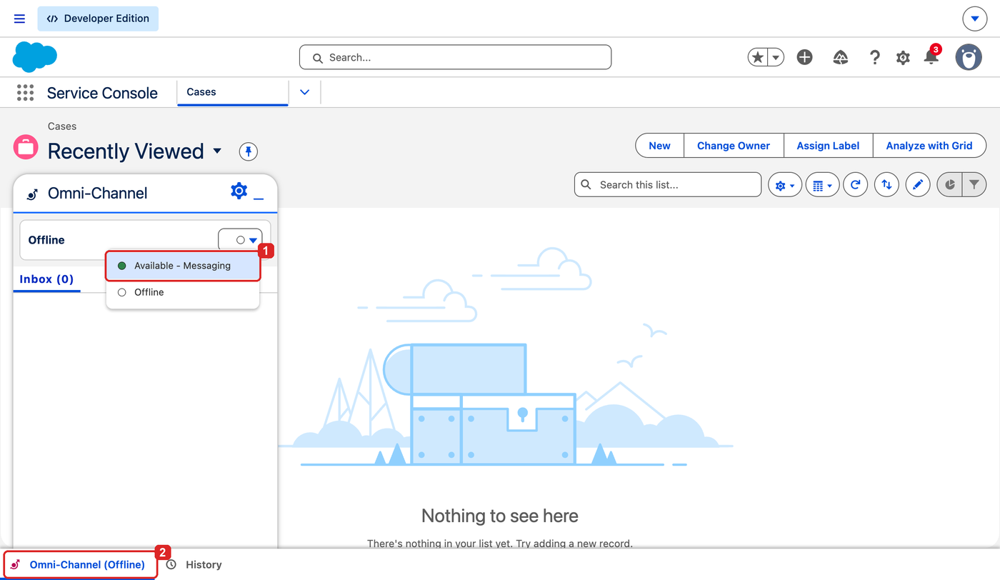 Developer Edition
Search...
3
Service Console
Cases
Cases
Recently Viewed
New
Change Owner
Assign Label
Analyze with Grid
Search this list...
Omni-Channel
Offline
1
Available - Messaging
Inbox (0)
Offline
Nothing to see here
There's nothing in your list yet. Try adding a new record.
2
Omni-Channel (Offline)
History